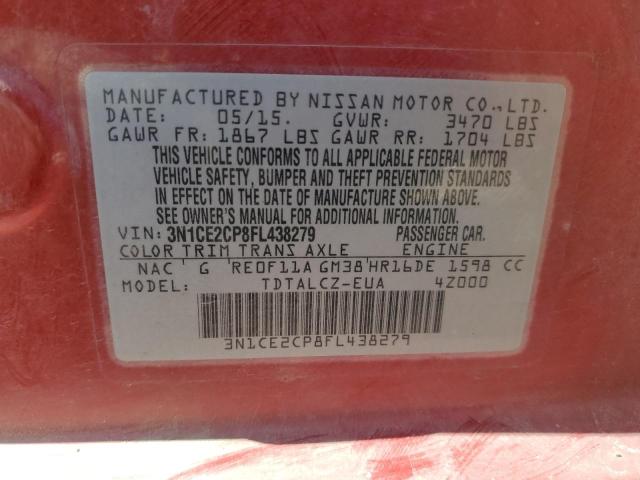 MANUFACTURED BY NISSAN MOTOR CO.,LTD.
DATE: 05/15. GVWR: 3470 LBS
GAWR FR: 1867 LBS GAWR RR: 1704 LBS
THIS VEHICLE CONFORMS TO ALL APPLICABLE FEDERAL MOTOR
VEHICLE SAFETY, BUMPER AND THEFT PREVENTION STANDARDS
IN EFFECT ON THE DATE OF MANUFACTURE SHOWN ABOVE.
SEE OWNER'S MANUAL FOR ADDITIONAL INFORMATION.
VIN: 3N1CE2CP8FL438279 PASSENGER CAR.
COLOR TRIM TRANS AXLE ENGINE
NAC G RE0F11A GM38 HR16DE 1598 CC
MODEL: TDTALCZ-EUA 4Z000
3N1CE2CP8FL438279